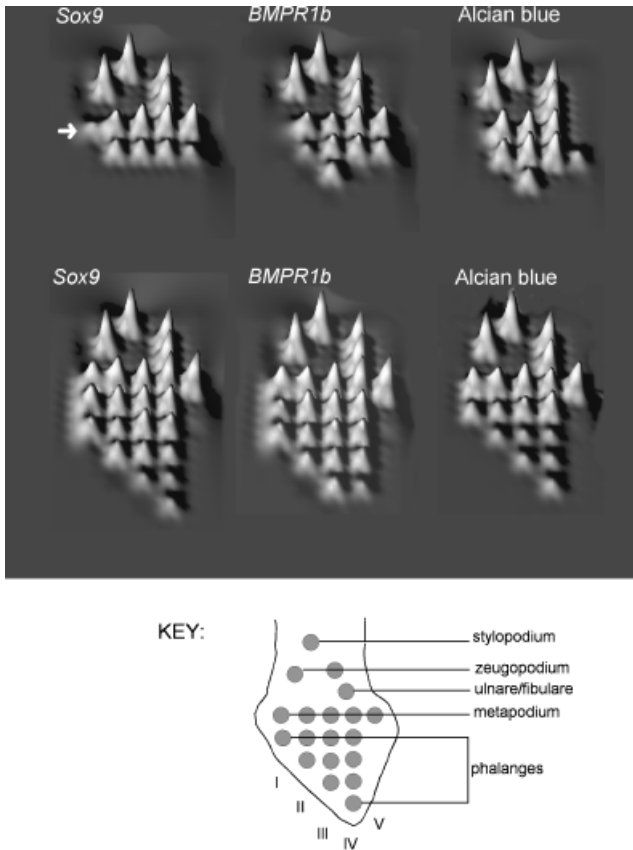 Sox9 BMPR1b Alcian blue
Sox9 BMPR1b Alcian blue
KEY:
stylopodium
zeugopodium
ulnare/fibulare
metapodium
phalanges
I
II
III
IV
V